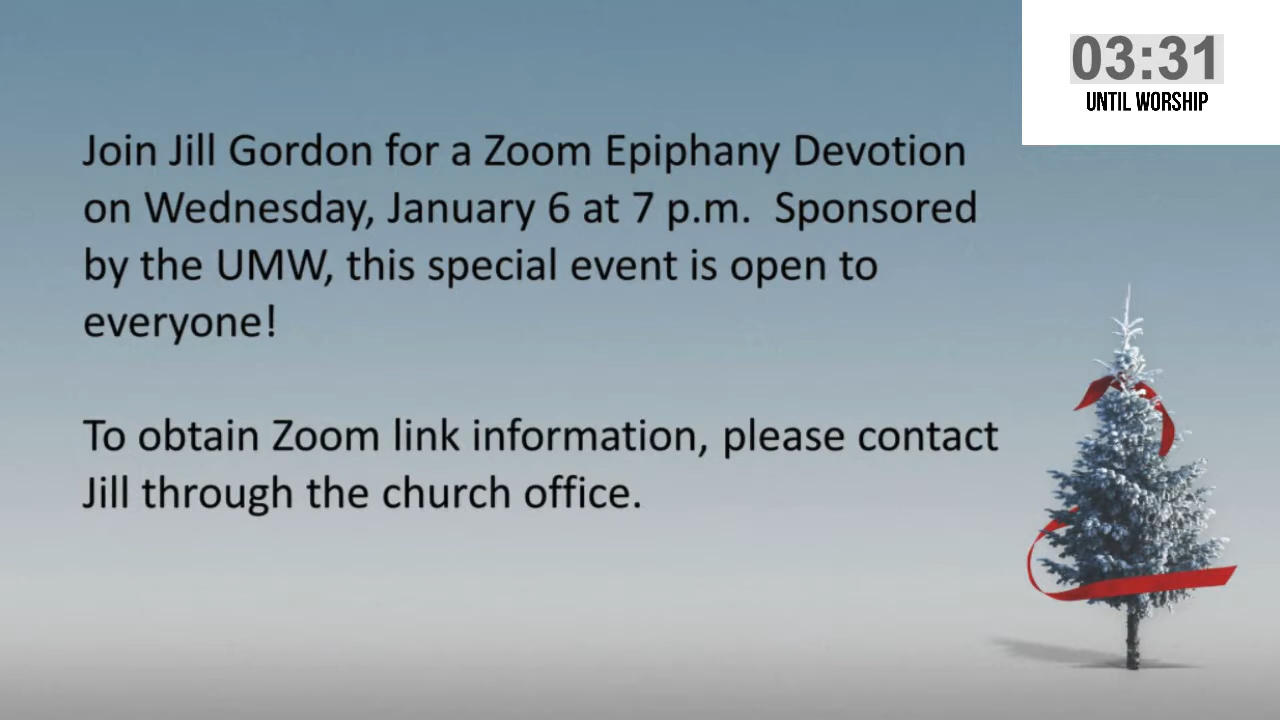 03:31
UNTIL WORSHIP
Join Jill Gordon for a Zoom Epiphany Devotion
on Wednesday, January 6 at 7 p.m.  Sponsored
by the UMW, this special event is open to
everyone!
To obtain Zoom link information, please contact
Jill through the church office.